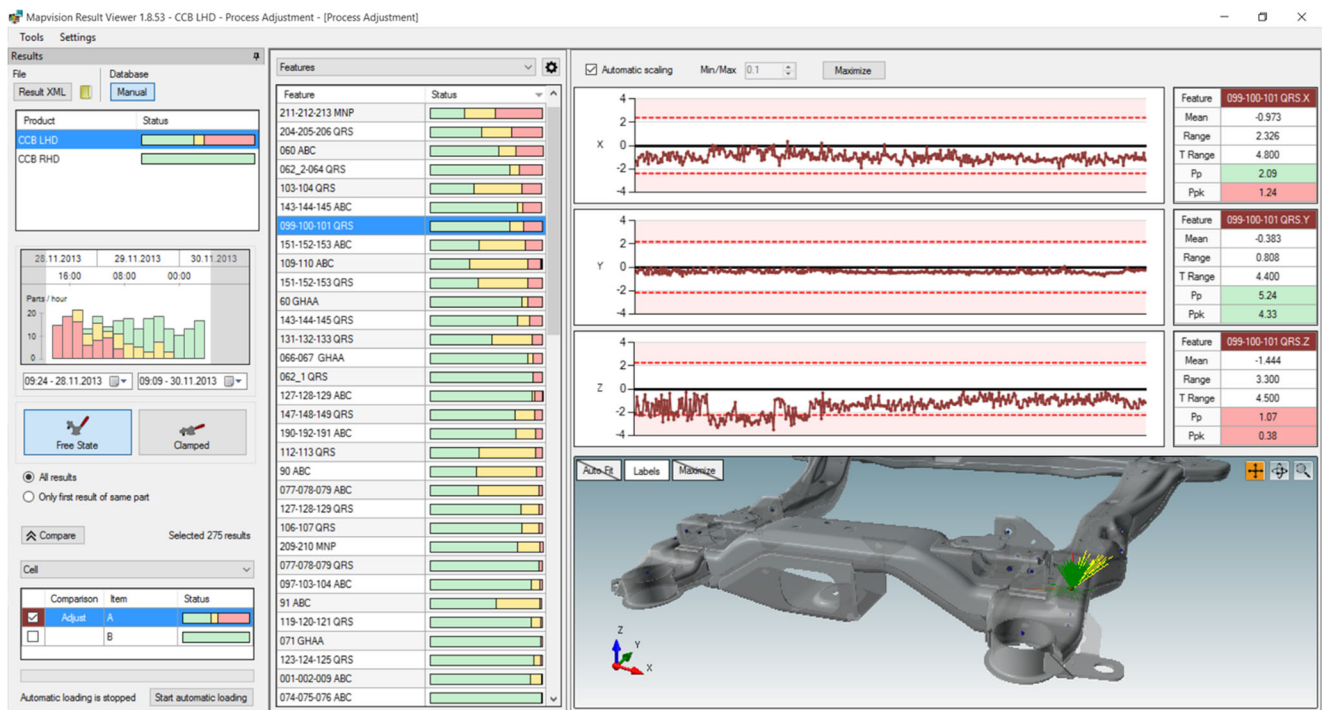 Mapvision Result Viewer 1.8.53 - CCB LHD - Process Adjustment - [Process Adjustment]
Tools Settings
Results
File Database
Result XML Manual
Product Status
CCB LHD
CCB RHD
28.11.2013 29.11.2013 30.11.2013
16:00 08:00 00:00
Parts / hour
20
10
0
09:24 - 28.11.2013 09:09 - 30.11.2013
Free State Clamped
All results
Only first result of same part
Compare Selected 275 results
Cell
Comparison Item Status
Adjust A
B
Automatic loading is stopped Start automatic loading
Features
Feature Status
211-212-213 MNP
204-205-206 QRS
060 ABC
062_2-064 QRS
103-104 QRS
143-144-145 ABC
099-100-101 QRS
151-152-153 ABC
109-110 ABC
151-152-153 QRS
60 GHAA
143-144-145 QRS
131-132-133 QRS
066-067 GHAA
062_1 QRS
127-128-129 ABC
147-148-149 QRS
190-192-191 ABC
112-113 QRS
90 ABC
077-078-079 ABC
127-128-129 QRS
106-107 QRS
209-210 MNP
077-078-079 QRS
097-103-104 ABC
91 ABC
119-120-121 QRS
071 GHAA
123-124-125 QRS
001-002-009 ABC
074-075-076 ABC
Automatic scaling Min/Max 0.1 Maximize
X
4
2
0
-2
-4
Feature 099-100-101 QRS.X
Mean -0.973
Range 2.326
T Range 4.800
Pp 2.09
Ppk 1.24
Y
4
2
0
-2
-4
Feature 099-100-101 QRS.Y
Mean -0.383
Range 0.808
T Range 4.400
Pp 5.24
Ppk 4.33
Z
4
2
0
-2
-4
Feature 099-100-101 QRS.Z
Mean -1.444
Range 3.300
T Range 4.500
Pp 1.07
Ppk 0.38
Auto Fit Labels Maximize
Z
Y
X